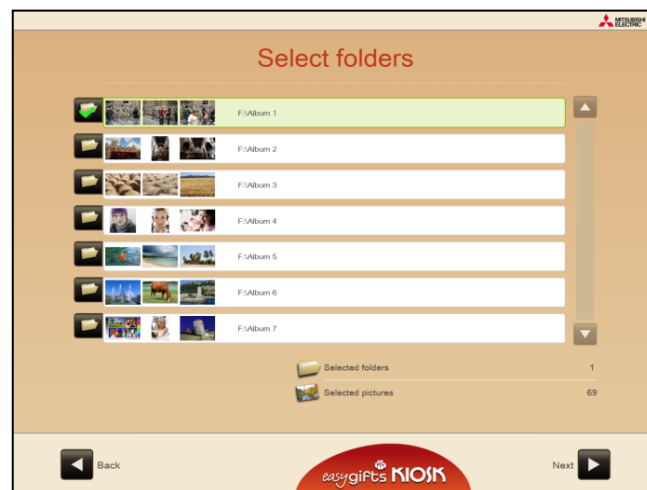 MITSUBISHI
ELECTRIC
Select folders
F:\Album 1
F:\Album 2
F:\Album 3
F:\Album 4
F:\Album 5
F:\Album 6
F:\Album 7
Selected folders 1
Selected pictures 69
Back
Next
easygifts KIOSK